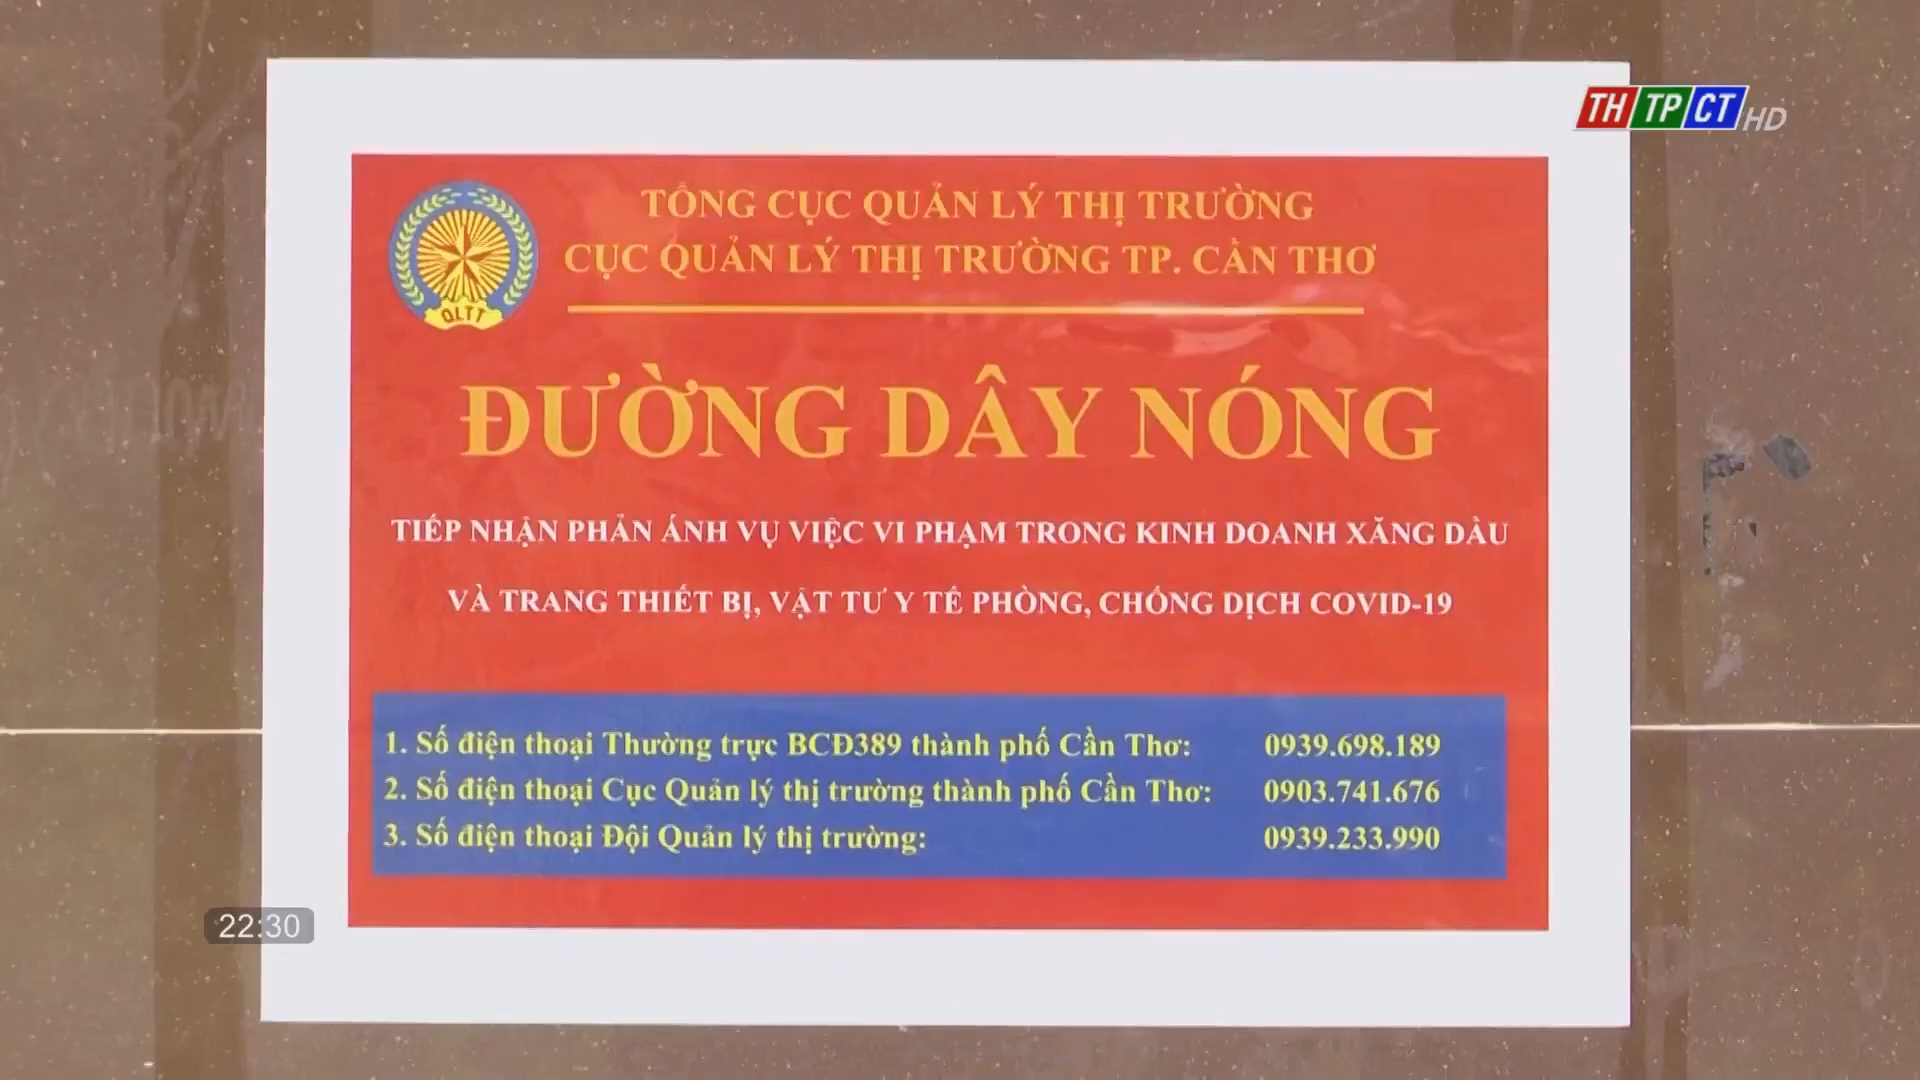 TH TP CT HD
TỔNG CỤC QUẢN LÝ THỊ TRƯỜNG
CỤC QUẢN LÝ THỊ TRƯỜNG TP. CẦN THƠ
QLTT
ĐƯỜNG DÂY NÓNG
TIẾP NHẬN PHẢN ÁNH VỤ VIỆC VI PHẠM TRONG KINH DOANH XĂNG DẦU
VÀ TRANG THIẾT BỊ, VẬT TƯ Y TẾ PHÒNG, CHỐNG DỊCH COVID-19
1. Số điện thoại Thường trực BCĐ389 thành phố Cần Thơ: 0939.698.189
2. Số điện thoại Cục Quản lý thị trường thành phố Cần Thơ: 0903.741.676
3. Số điện thoại Đội Quản lý thị trường: 0939.233.990
22:30